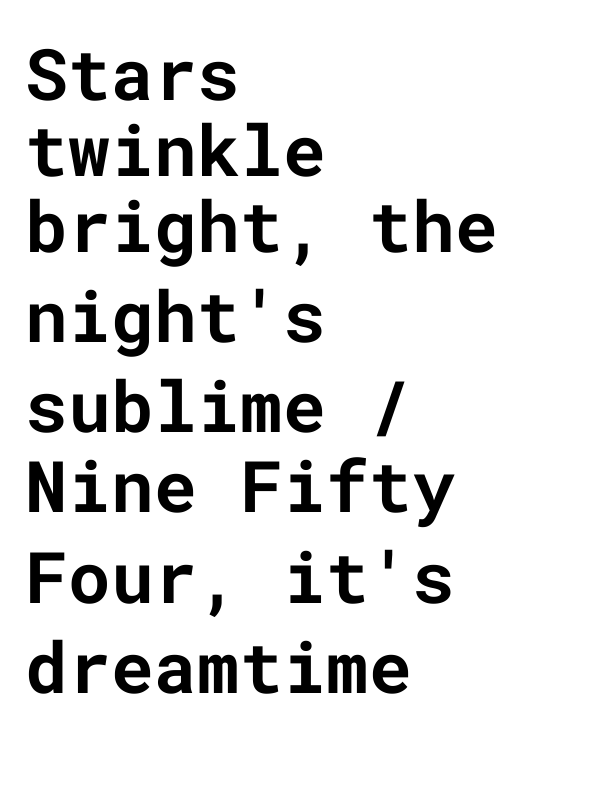 Stars
twinkle
bright, the
night's
sublime /
Nine Fifty
Four, it's
dreamtime